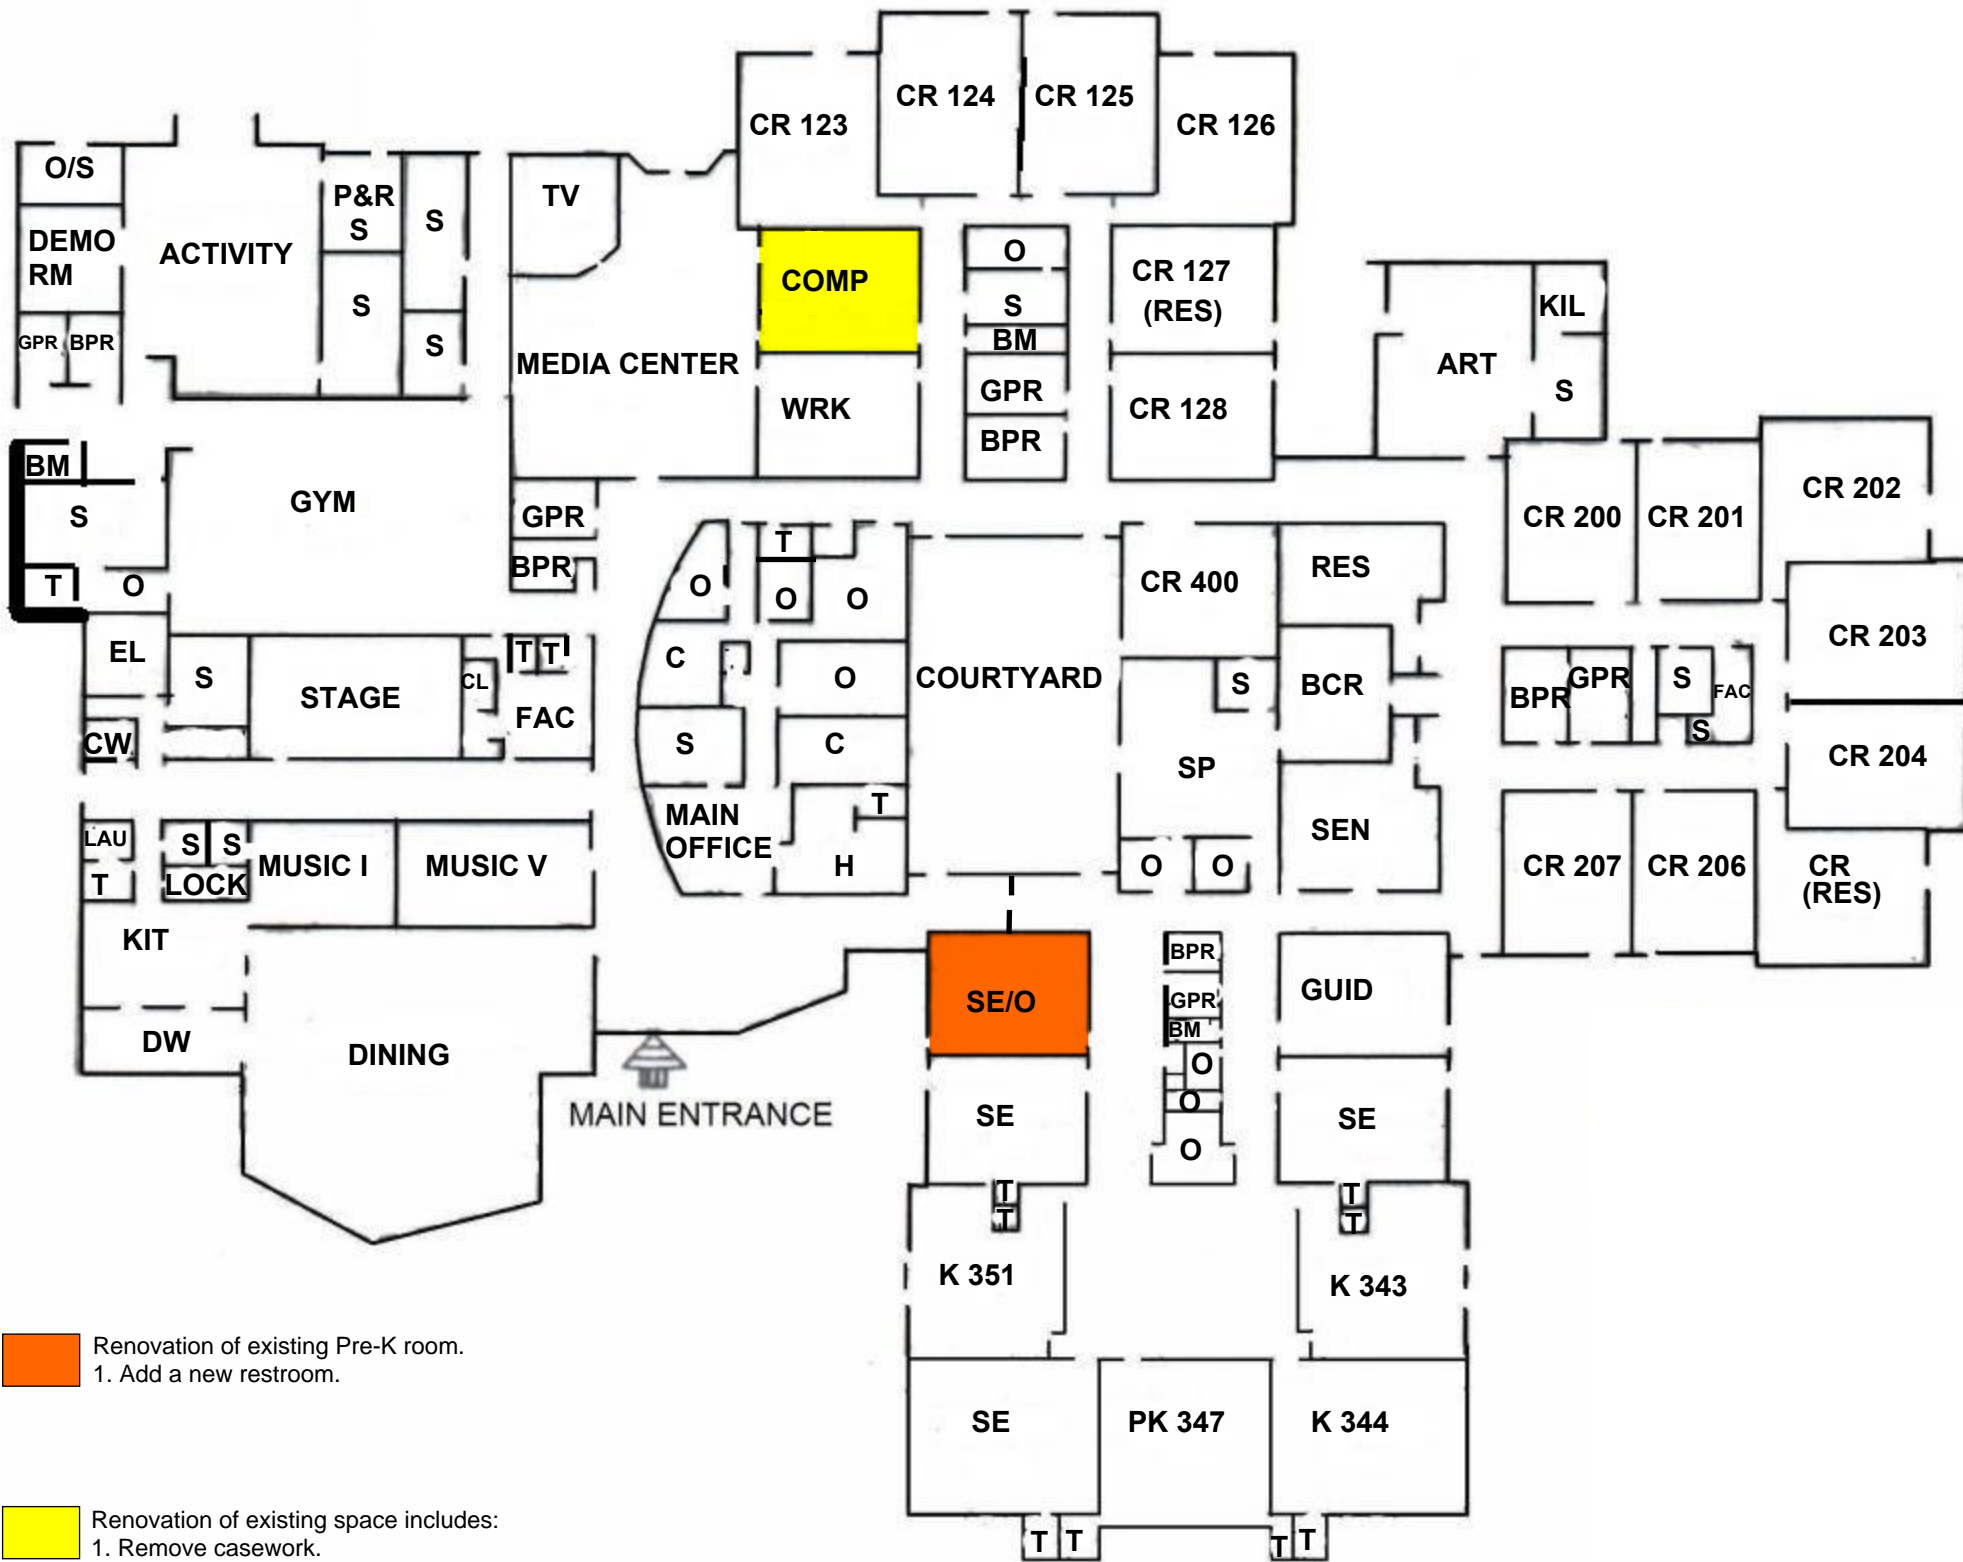 CR 124
CR 125
CR 123
CR 126
O/S
P&R
S
S
TV
DEMO
RM
ACTIVITY
O
COMP
CR 127
(RES)
S
S
KIL
GPR
BPR
S
BM
MEDIA CENTER
ART
GPR
WRK
CR 128
S
BPR
BM
S
GYM
GPR
CR 200
CR 201
CR 202
T
BPR
T
O
O
O
O
CR 400
RES
EL
S
STAGE
CL
T
T
FAC
C
O
COURTYARD
S
BCR
BPR
GPR
S
FAC
S
CR 203
CW
S
C
SP
CR 204
MAIN
OFFICE
T
H
SEN
LAU
T
S
S
LOCK
MUSIC I
MUSIC V
O
O
CR 207
CR 206
CR
(RES)
KIT
BPR
SE/O
GPR
GUID
BM
DW
DINING
O
O
MAIN ENTRANCE
SE
SE
O
T
T
T
T
K 351
K 343
Renovation of existing Pre-K room.
1. Add a new restroom.
SE
PK 347
K 344
Renovation of existing space includes:
1. Remove casework.
T
T
T
T